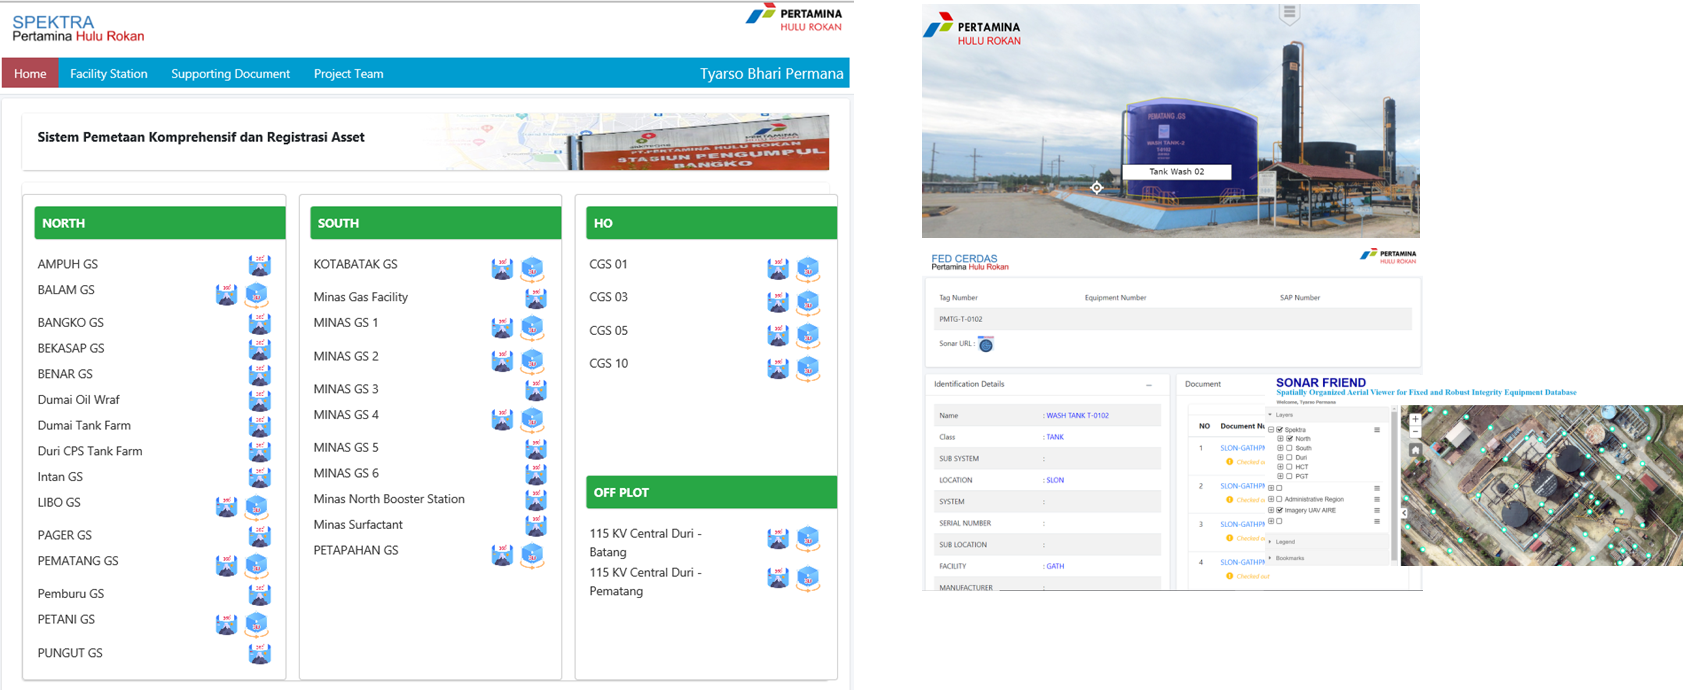 SPEKTRA
Pertamina Hulu Rokan
PERTAMINA
HULU ROKAN
Home
Facility Station
Supporting Document
Project Team
Tyarso Bhari Permana
Sistem Pemetaan Komprehensif dan Registrasi Asset
PT.PERTAMINA HULU ROKAN
STASIUN PENGUMPUL
BANGKO
NORTH
AMPUH GS
BALAM GS
BANGKO GS
BEKASAP GS
BENAR GS
Dumai Oil Wraf
Dumai Tank Farm
Duri CPS Tank Farm
Intan GS
LIBO GS
PAGER GS
PEMATANG GS
Pemburu GS
PETANI GS
PUNGUT GS
SOUTH
KOTABATAK GS
Minas Gas Facility
MINAS GS 1
MINAS GS 2
MINAS GS 3
MINAS GS 4
MINAS GS 5
MINAS GS 6
Minas North Booster Station
Minas Surfactant
PETAPAHAN GS
HO
CGS 01
CGS 03
CGS 05
CGS 10
OFF PLOT
115 KV Central Duri -
Batang
115 KV Central Duri -
Pematang
PERTAMINA
HULU ROKAN
PEMATANG .GS
WASH TANK-2
T-0102
Tank Wash 02
FED CERDAS
Pertamina Hulu Rokan
PERTAMINA
HULU ROKAN
Tag Number
Equipment Number
SAP Number
PMTG-T-0102
Sonar URL :
Identification Details
Name : WASH TANK T-0102
Class : TANK
SUB SYSTEM :
LOCATION : SLON
SYSTEM :
SERIAL NUMBER :
SUB LOCATION :
FACILITY : GATH
MANUFACTURER :
Document
NO Document Nu
1 SLON-GATHPM
Checked o
2 SLON-GATHPM
Checked o
3 SLON-GATHPM
Checked o
4 SLON-GATHPM
Checked out
SONAR FRIEND
Spatially Organized Aerial Viewer for Fixed and Robust Integrity Equipment Database
Welcome, Tyarso Permana
Layers
Spektra
North
South
Duri
HCT
PGT
Administrative Region
Imagery UAV AIRE
Legend
Bookmarks